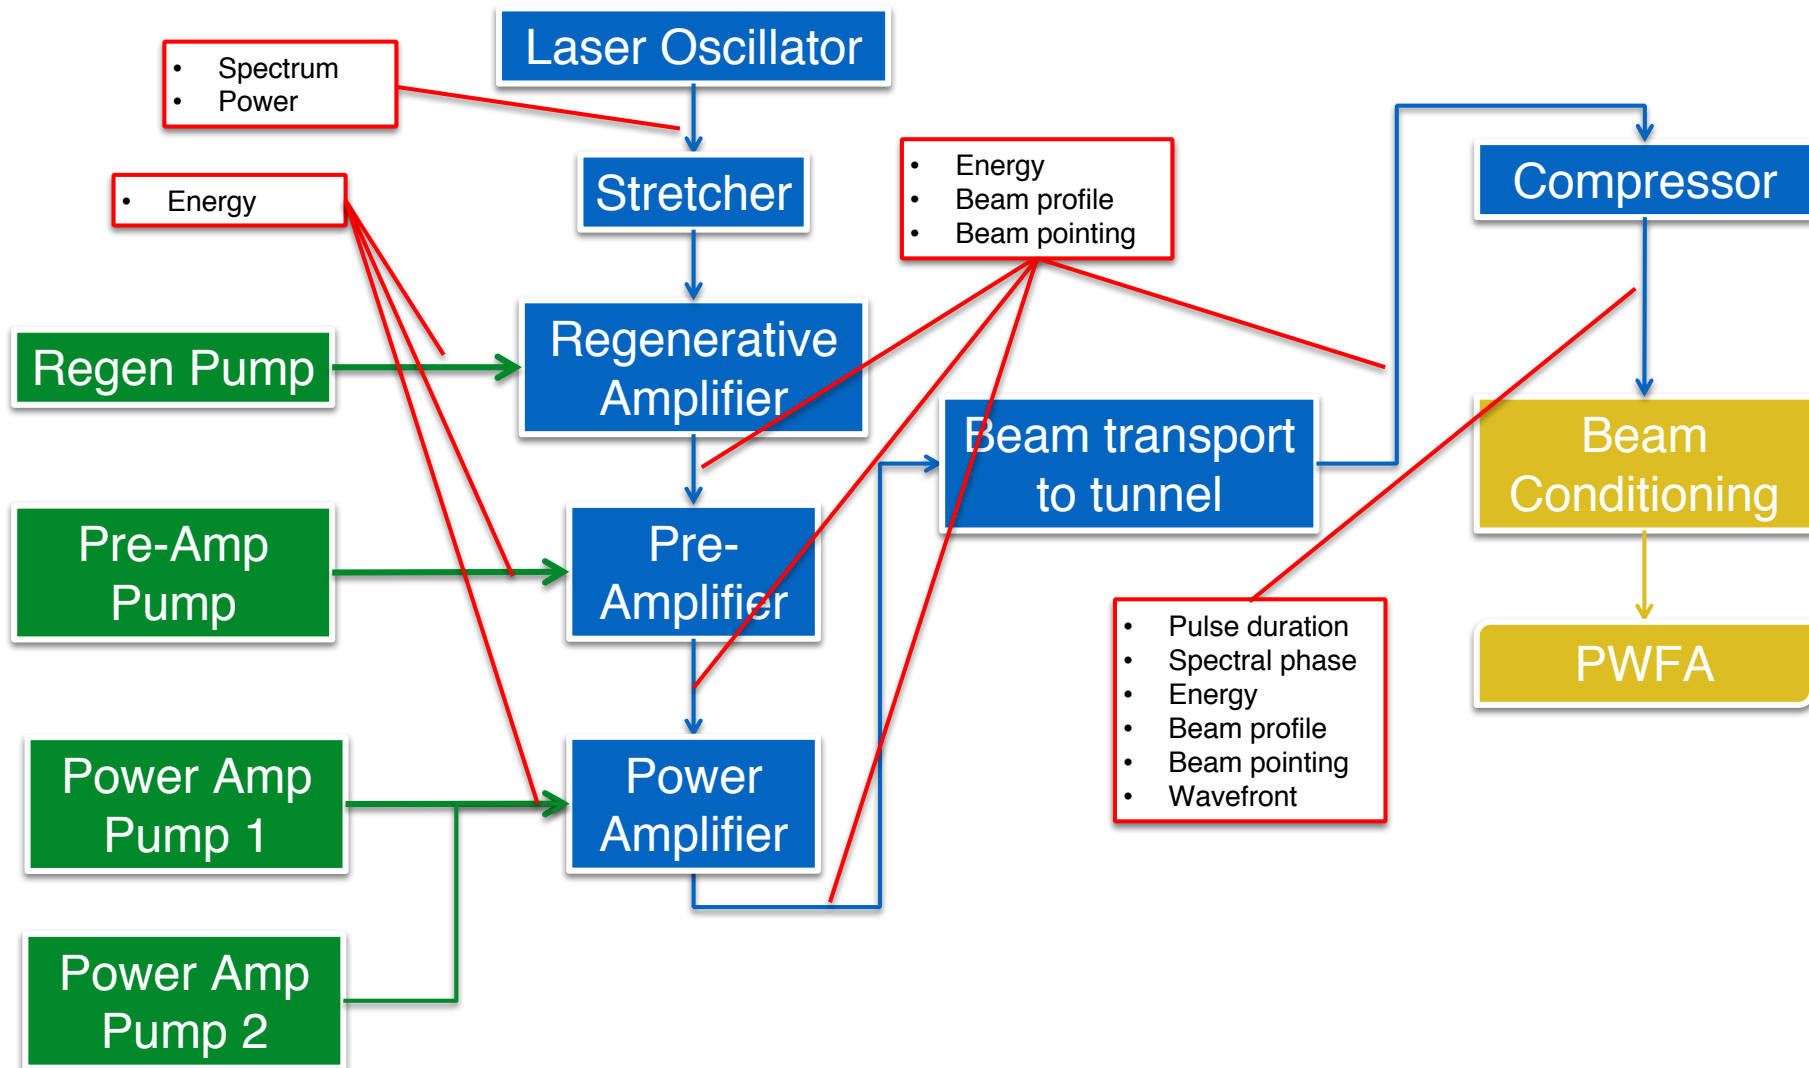 Laser Oscillator
• Spectrum
• Power
Stretcher
• Energy
• Energy
• Beam profile
• Beam pointing
Compressor
Regen Pump
Regenerative
Amplifier
Beam transport
to tunnel
Beam
Conditioning
Pre-Amp
Pump
Pre-
Amplifier
• Pulse duration
• Spectral phase
• Energy
• Beam profile
• Beam pointing
• Wavefront
PWFA
Power Amp
Pump 1
Power
Amplifier
Power Amp
Pump 2